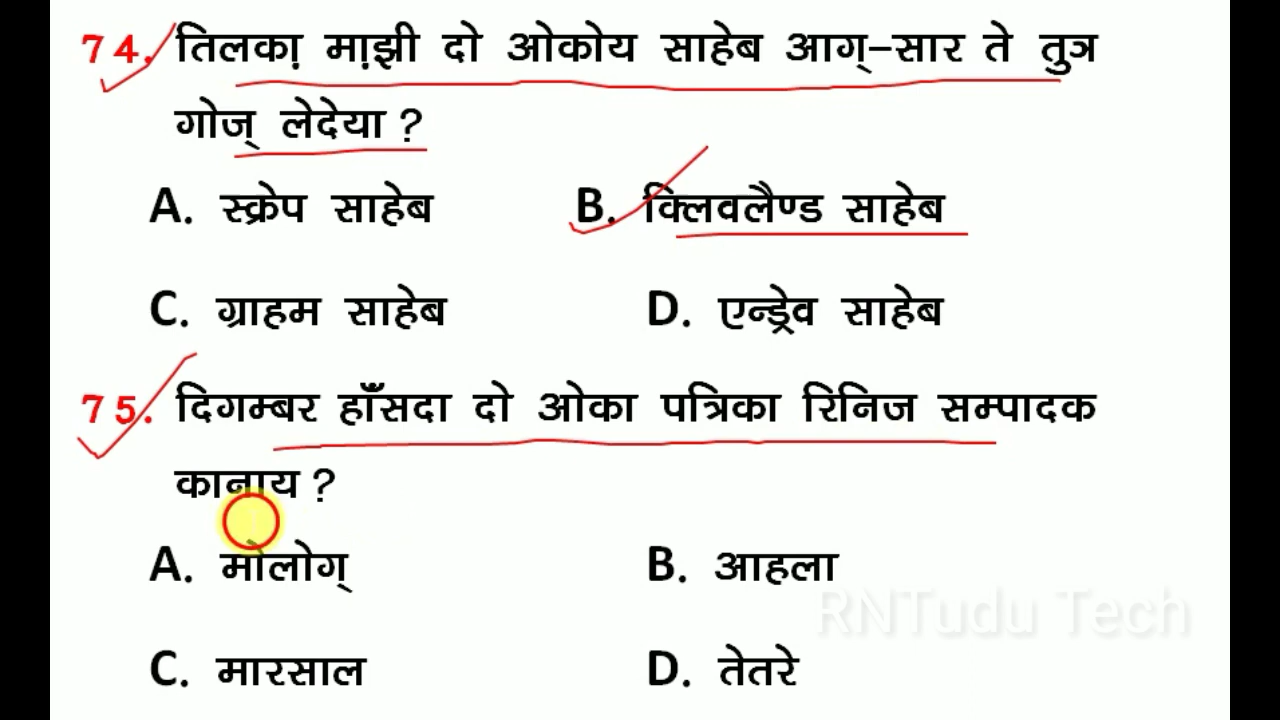 74. तिलका़ मा़झी दो ओकोय साहेब आग्-सार ते तुञ
गोज् लेदेया ?
A. स्क्रेप साहेब B. क्लिवलैण्ड साहेब
C. ग्राहम साहेब D. एन्ड्रेव साहेब
75. दिगम्बर हाँसदा दो ओका पत्रिका रिनिज सम्पादक
कानाय ?
A. मोलोग् B. आहला
RNTudu Tech
C. मारसाल D. तेतरे